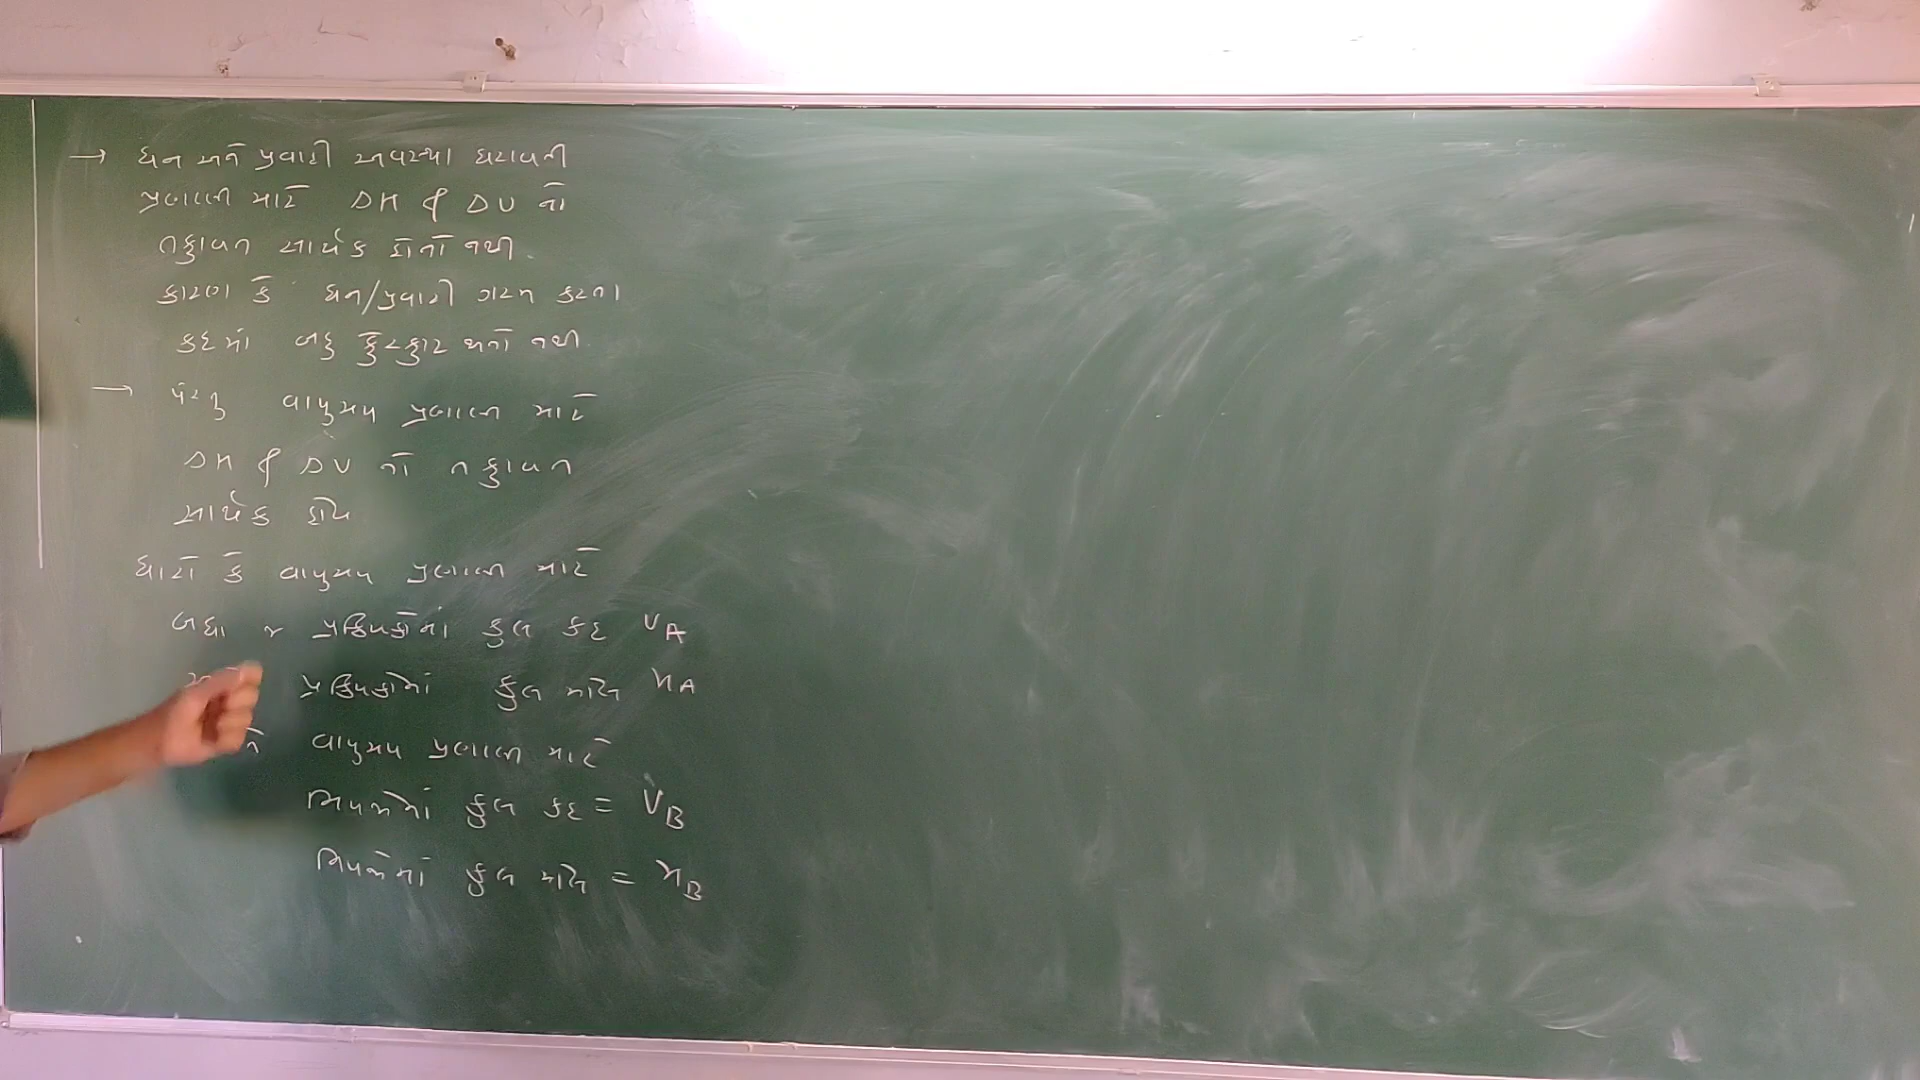 → ઘન અને પ્રવાહી અવસ્થા ધરાવતી
પ્રણાલી માટે ΔH & ΔU નો
તફાવત સાર્થક હોતો નથી.
કારણ કે ઘન/પ્રવાહી ગરમ કરતા
કદમાં બહુ ફેરફાર થતો નથી.
→ પરંતુ વાયુમય પ્રણાલી માટે
ΔH & ΔU નો તફાવત
સાર્થક હોય
ધારો કે વાયુમય પ્રણાલી માટે
બધા જ પ્રક્રિયકોનાં કુલ કદ VA
પ્રક્રિયકોનાં કુલ મોલ nA
વાયુમય પ્રણાલી માટે
નિપજોનાં કુલ કદ = VB
નિપજોનાં કુલ મોલ = nB